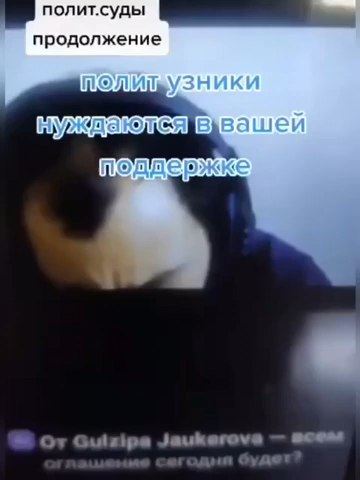 полит.суды
продолжение
полит узники
нуждаются в вашей
поддержке
От Gulzipa Jaukerova — всем
оглашение сегодня будет?